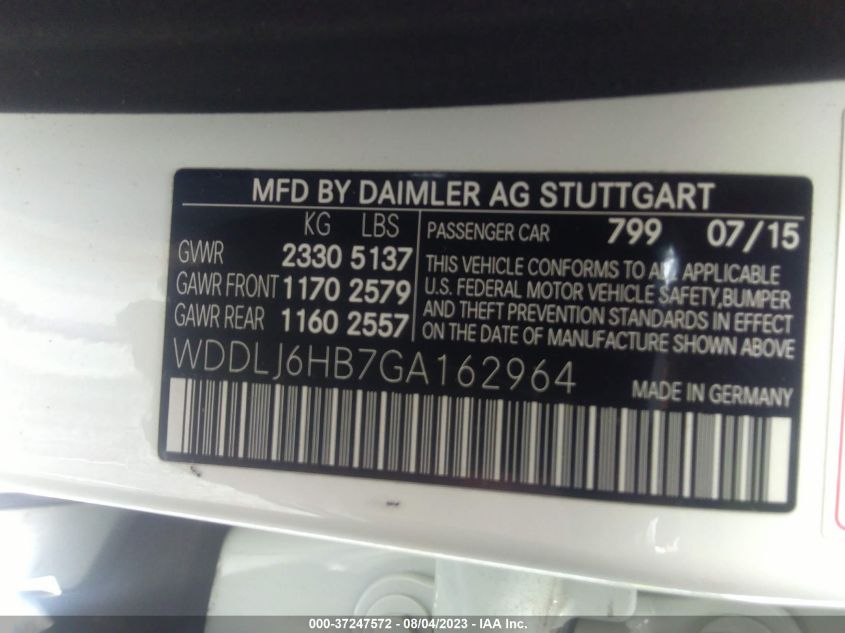 MFD BY DAIMLER AG STUTTGART
KG LBS
GVWR 2330 5137
GAWR FRONT 1170 2579
GAWR REAR 1160 2557
PASSENGER CAR 799 07/15
THIS VEHICLE CONFORMS TO ALL APPLICABLE
U.S. FEDERAL MOTOR VEHICLE SAFETY,BUMPER
AND THEFT PREVENTION STANDARDS IN EFFECT
ON THE DATE OF MANUFACTURE SHOWN ABOVE
WDDLJ6HB7GA162964
MADE IN GERMANY
000-37247572 - 08/04/2023 - IAA Inc.